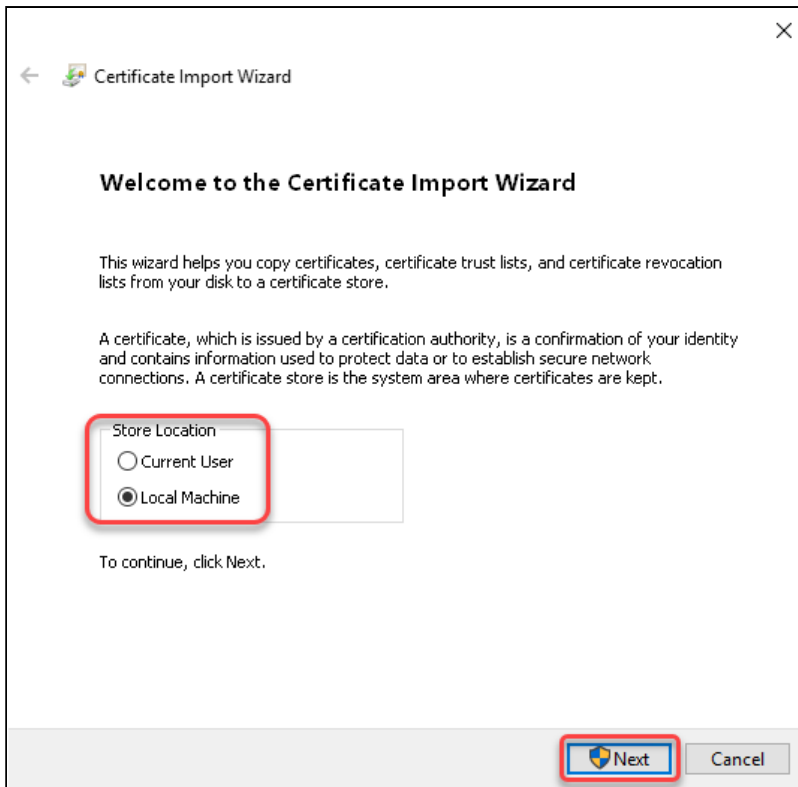 Certificate Import Wizard
Welcome to the Certificate Import Wizard
This wizard helps you copy certificates, certificate trust lists, and certificate revocation
lists from your disk to a certificate store.
A certificate, which is issued by a certification authority, is a confirmation of your identity
and contains information used to protect data or to establish secure network
connections. A certificate store is the system area where certificates are kept.
Store Location
Current User
Local Machine
To continue, click Next.
Next Cancel